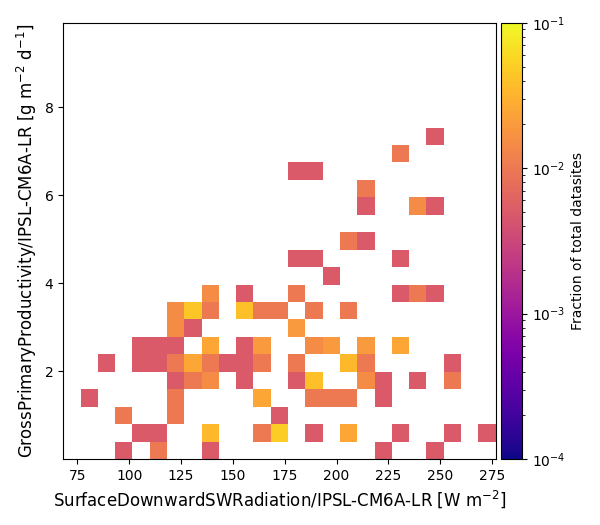 GrossPrimaryProductivity/IPSL-CM6A-LR [g m⁻² d⁻¹]
8
6
4
2
75 100 125 150 175 200 225 250 275
SurfaceDownwardSWRadiation/IPSL-CM6A-LR [W m⁻²]
10⁻¹
10⁻²
10⁻³
10⁻⁴
Fraction of total datasites